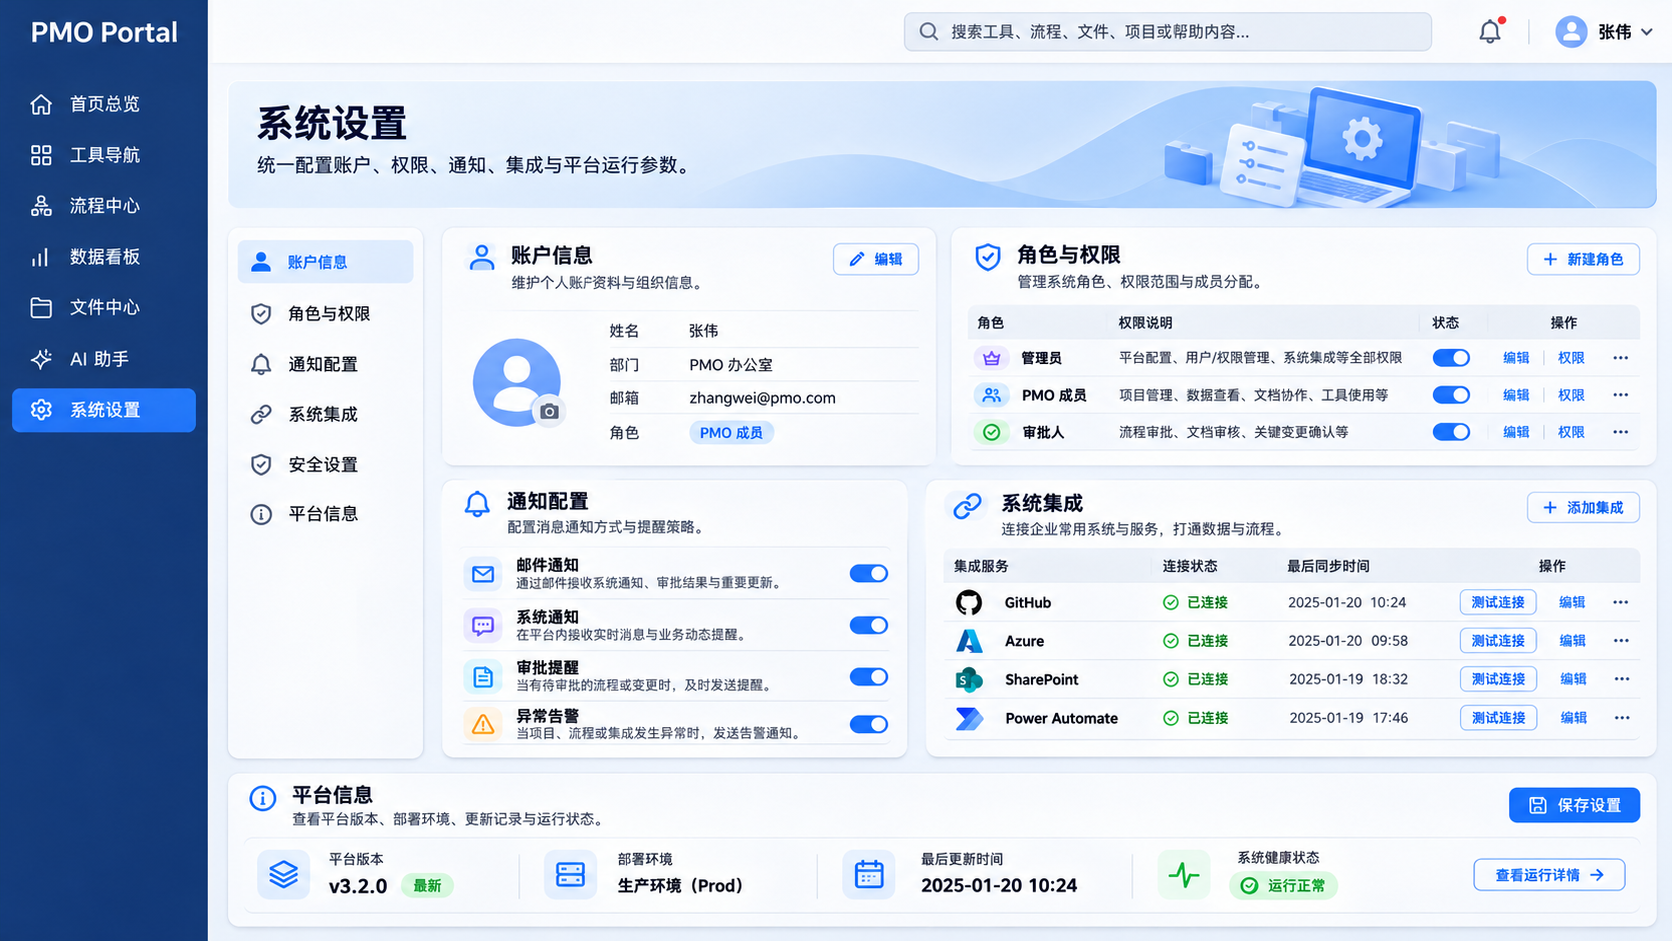 PMO Portal
搜索工具、流程、文件、项目或帮助内容...
张伟
首页总览
工具导航
流程中心
数据看板
文件中心
AI 助手
系统设置
系统设置
统一配置账户、权限、通知、集成与平台运行参数。
账户信息
角色与权限
通知配置
系统集成
安全设置
平台信息
账户信息
维护个人账户资料与组织信息。
编辑
姓名 张伟
部门 PMO 办公室
邮箱 zhangwei@pmo.com
角色 PMO 成员
角色与权限
管理系统角色、权限范围与成员分配。
新建角色
角色 权限说明 状态 操作
管理员 平台配置、用户/权限管理、系统集成等全部权限 编辑 权限 ...
PMO 成员 项目管理、数据查看、文档协作、工具使用等 编辑 权限 ...
审批人 流程审批、文档审核、关键变更确认等 编辑 权限 ...
通知配置
配置消息通知方式与提醒策略。
邮件通知
通过邮件接收系统通知、审批结果与重要更新。
系统通知
在平台内接收实时消息与业务动态提醒。
审批提醒
当有待审批的流程或变更时，及时发送提醒。
异常告警
当项目、流程或集成发生异常时，发送告警通知。
系统集成
连接企业常用系统与服务，打通数据与流程。
添加集成
集成服务 连接状态 最后同步时间 操作
GitHub 已连接 2025-01-20 10:24 测试连接 编辑 ...
Azure 已连接 2025-01-20 09:58 测试连接 编辑 ...
SharePoint 已连接 2025-01-19 18:32 测试连接 编辑 ...
Power Automate 已连接 2025-01-19 17:46 测试连接 编辑 ...
平台信息
查看平台版本、部署环境、更新记录与运行状态。
保存设置
平台版本
v3.2.0 最新
部署环境
生产环境（Prod）
最后更新时间
2025-01-20 10:24
系统健康状态
运行正常
查看运行详情 →